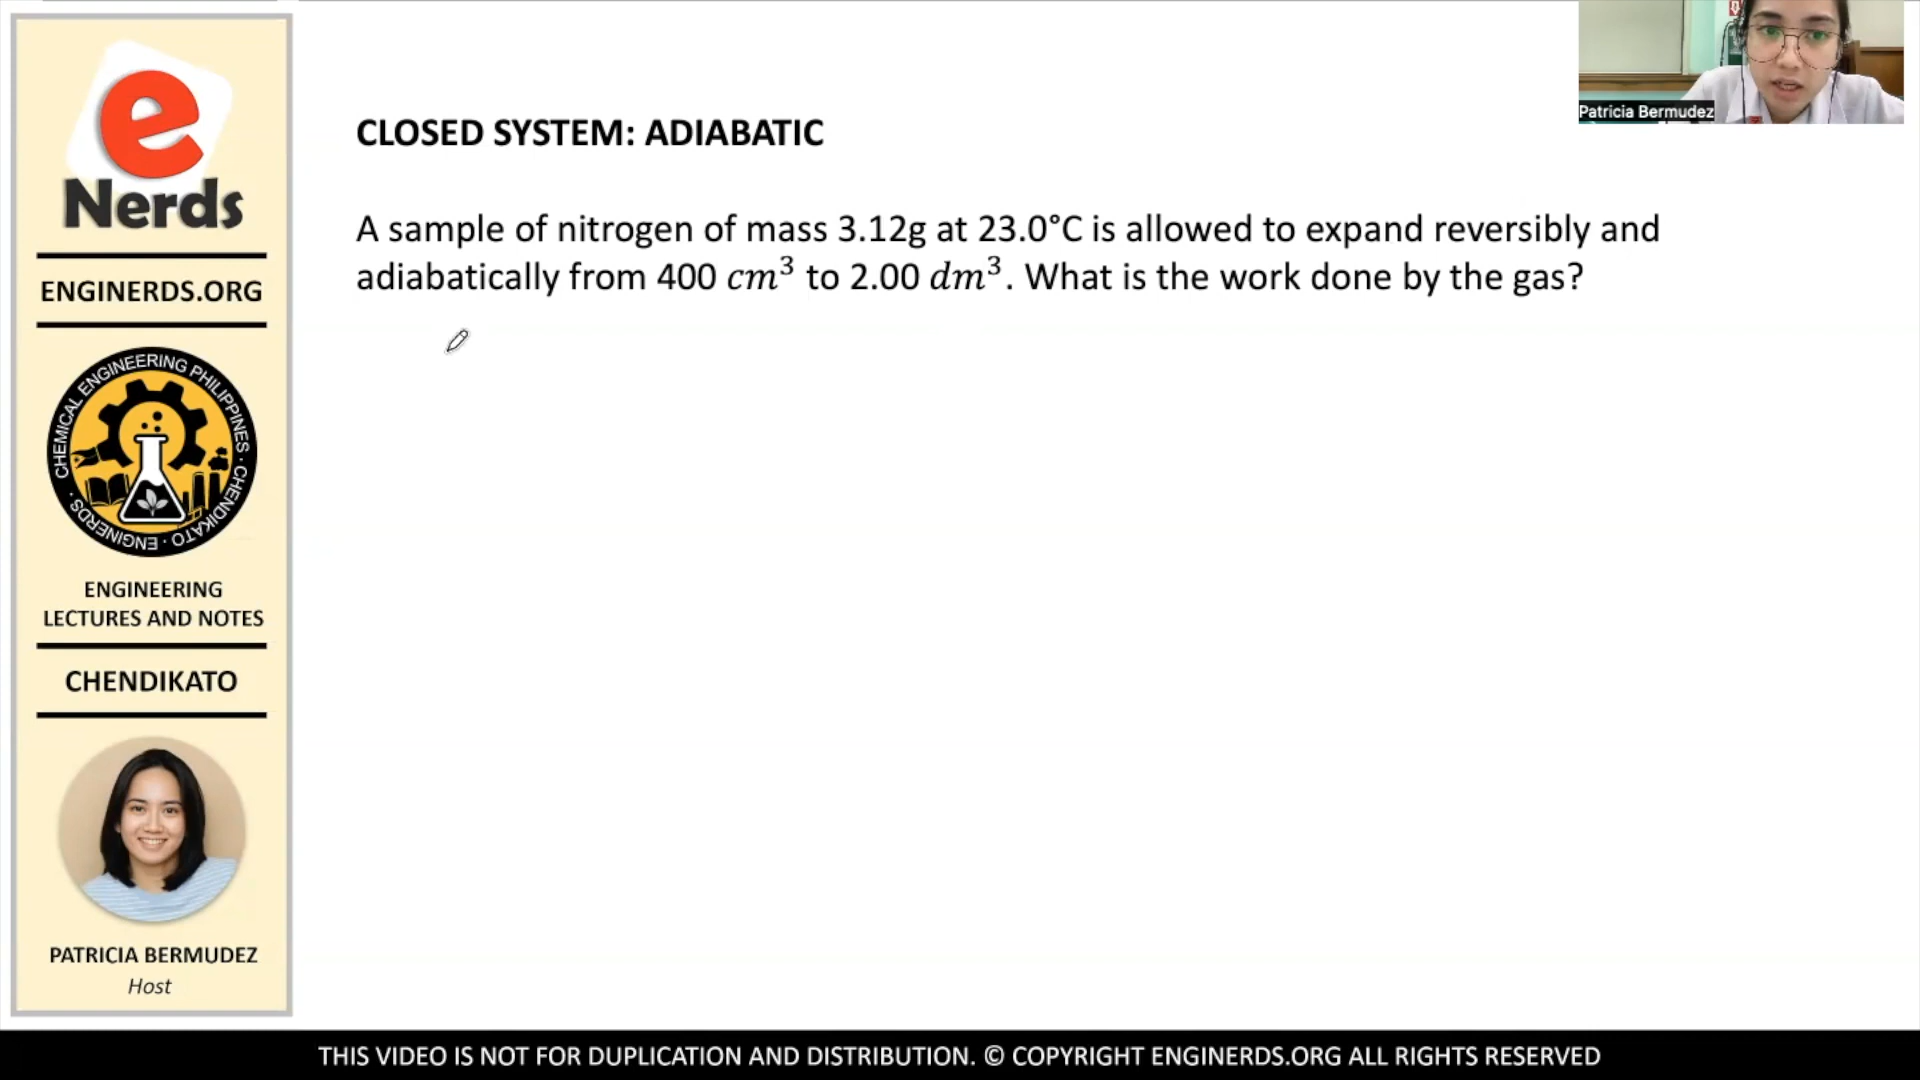 e
Nerds
ENGINERDS.ORG
CHEMICAL ENGINEERING PHILIPPINES · CHENDIKATO · ENGINERDS ·
ENGINEERING
LECTURES AND NOTES
CHENDIKATO
PATRICIA BERMUDEZ
Host
Patricia Bermudez
CLOSED SYSTEM: ADIABATIC
A sample of nitrogen of mass 3.12g at 23.0°C is allowed to expand reversibly and
adiabatically from 400 cm³ to 2.00 dm³. What is the work done by the gas?
THIS VIDEO IS NOT FOR DUPLICATION AND DISTRIBUTION. © COPYRIGHT ENGINERDS.ORG ALL RIGHTS RESERVED